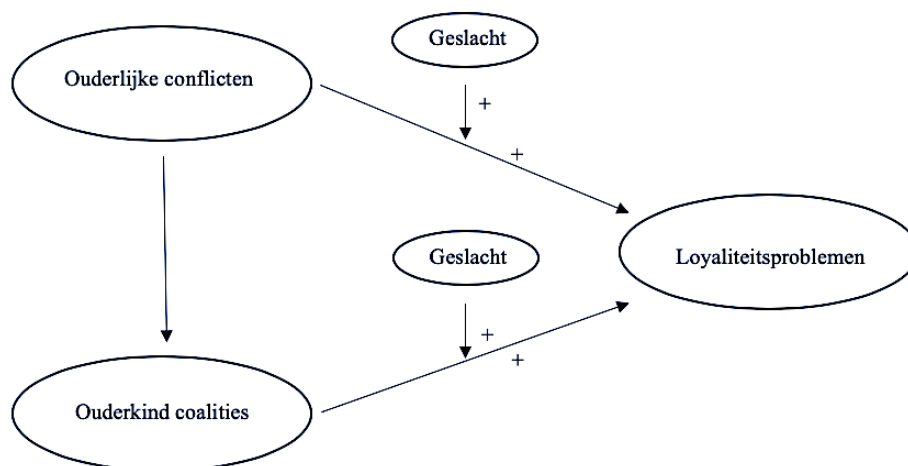 Geslacht
Ouderlijke conflicten
+
+
Geslacht
Loyaliteitsproblemen
+
+
Ouderkind coalities